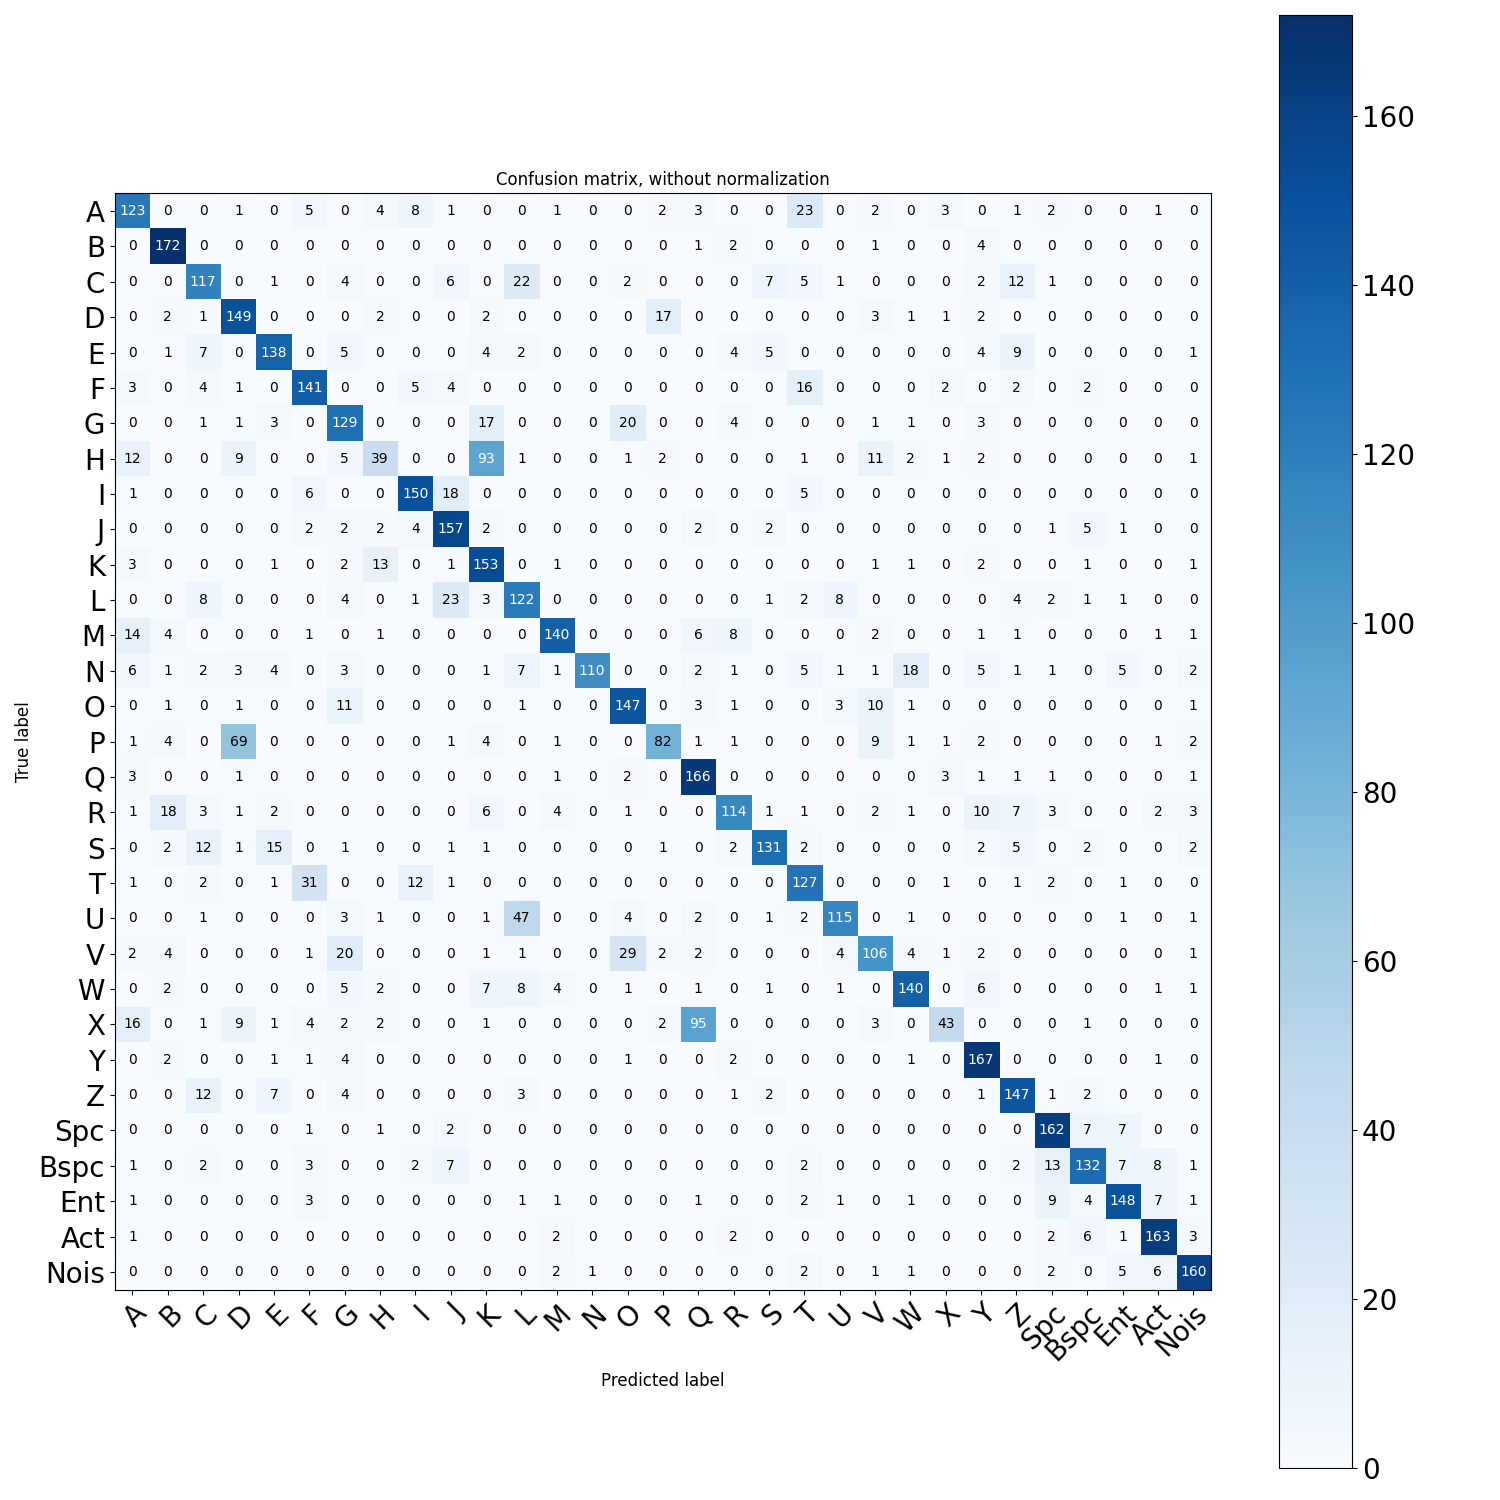 Confusion matrix, without normalization
A 123 0 0 1 0 5 0 4 8 1 0 0 1 0 0 2 3 0 0 23 0 2 0 3 0 1 2 0 0 1 0
B 0 172 0 0 0 0 0 0 0 0 0 0 0 0 0 0 1 2 0 0 0 1 0 0 4 0 0 0 0 0 0
C 0 0 117 0 1 0 4 0 0 6 0 22 0 0 2 0 0 0 7 5 1 0 0 0 2 12 1 0 0 0 0
D 0 2 1 149 0 0 0 2 0 0 2 0 0 0 0 17 0 0 0 0 0 3 1 1 2 0 0 0 0 0 0
E 0 1 7 0 138 0 5 0 0 0 4 2 0 0 0 0 0 4 5 0 0 0 0 0 4 9 0 0 0 0 1
F 3 0 4 1 0 141 0 0 5 4 0 0 0 0 0 0 0 0 0 16 0 0 0 2 0 2 0 2 0 0 0
G 0 0 1 1 3 0 129 0 0 0 17 0 0 0 20 0 0 4 0 0 0 1 1 0 3 0 0 0 0 0 0
H 12 0 0 9 0 0 5 39 0 0 93 1 0 0 1 2 0 0 0 1 0 11 2 1 2 0 0 0 0 0 1
I 1 0 0 0 0 6 0 0 150 18 0 0 0 0 0 0 0 0 0 5 0 0 0 0 0 0 0 0 0 0 0
J 0 0 0 0 0 2 2 2 4 157 2 0 0 0 0 0 2 0 2 0 0 0 0 0 0 0 1 5 1 0 0
K 3 0 0 0 1 0 2 13 0 1 153 0 1 0 0 0 0 0 0 0 0 1 1 0 2 0 0 1 0 0 1
L 0 0 8 0 0 0 4 0 1 23 3 122 0 0 0 0 0 0 1 2 8 0 0 0 0 4 2 1 1 0 0
M 14 4 0 0 0 1 0 1 0 0 0 0 140 0 0 0 6 8 0 0 0 2 0 0 1 1 0 0 0 1 1
N 6 1 2 3 4 0 3 0 0 0 1 7 1 110 0 0 2 1 0 5 1 1 18 0 5 1 1 0 5 0 2
O 0 1 0 1 0 0 11 0 0 0 0 1 0 0 147 0 3 1 0 0 3 10 1 0 0 0 0 0 0 0 1
P 1 4 0 69 0 0 0 0 0 1 4 0 1 0 0 82 1 1 0 0 0 9 1 1 2 0 0 0 0 1 2
Q 3 0 0 1 0 0 0 0 0 0 0 0 1 0 2 0 166 0 0 0 0 0 0 3 1 1 1 0 0 0 1
R 1 18 3 1 2 0 0 0 0 0 6 0 4 0 1 0 0 114 1 1 0 2 1 0 10 7 3 0 0 2 3
S 0 2 12 1 15 0 1 0 0 1 1 0 0 0 0 1 0 2 131 2 0 0 0 0 2 5 0 2 0 0 2
T 1 0 2 0 1 31 0 0 12 1 0 0 0 0 0 0 0 0 0 127 0 0 0 1 0 1 2 0 1 0 0
U 0 0 1 0 0 0 3 1 0 0 1 47 0 0 4 0 2 0 1 2 115 0 1 0 0 0 0 0 1 0 1
V 2 4 0 0 0 1 20 0 0 0 1 1 0 0 29 2 2 0 0 0 4 106 4 1 2 0 0 0 0 0 1
W 0 2 0 0 0 0 5 2 0 0 7 8 4 0 1 0 1 0 1 0 1 0 140 0 6 0 0 0 0 1 1
X 16 0 1 9 1 4 2 2 0 0 1 0 0 0 0 2 95 0 0 0 0 3 0 43 0 0 0 1 0 0 0
Y 0 2 0 0 1 1 4 0 0 0 0 0 0 0 1 0 0 2 0 0 0 0 1 0 167 0 0 0 0 1 0
Z 0 0 12 0 7 0 4 0 0 0 0 3 0 0 0 0 0 1 2 0 0 0 0 0 1 147 1 2 0 0 0
Spc 0 0 0 0 0 1 0 1 0 2 0 0 0 0 0 0 0 0 0 0 0 0 0 0 0 0 162 7 7 0 0
Bspc 1 0 2 0 0 3 0 0 2 7 0 0 0 0 0 0 0 0 0 2 0 0 0 0 0 2 13 132 7 8 1
Ent 1 0 0 0 0 3 0 0 0 0 0 1 1 0 0 0 1 0 0 2 1 0 1 0 0 0 9 4 148 7 1
Act 1 0 0 0 0 0 0 0 0 0 0 0 2 0 0 0 0 2 0 0 0 0 0 0 0 0 2 6 1 163 3
Nois 0 0 0 0 0 0 0 0 0 0 0 0 2 1 0 0 0 0 0 2 0 1 1 0 0 0 2 0 5 6 160
A B C D E F G H I J K L M N O P Q R S T U V W X Y Z Spc Bspc Ent Act Nois
Predicted label
True label
160
140
120
100
80
60
40
20
0